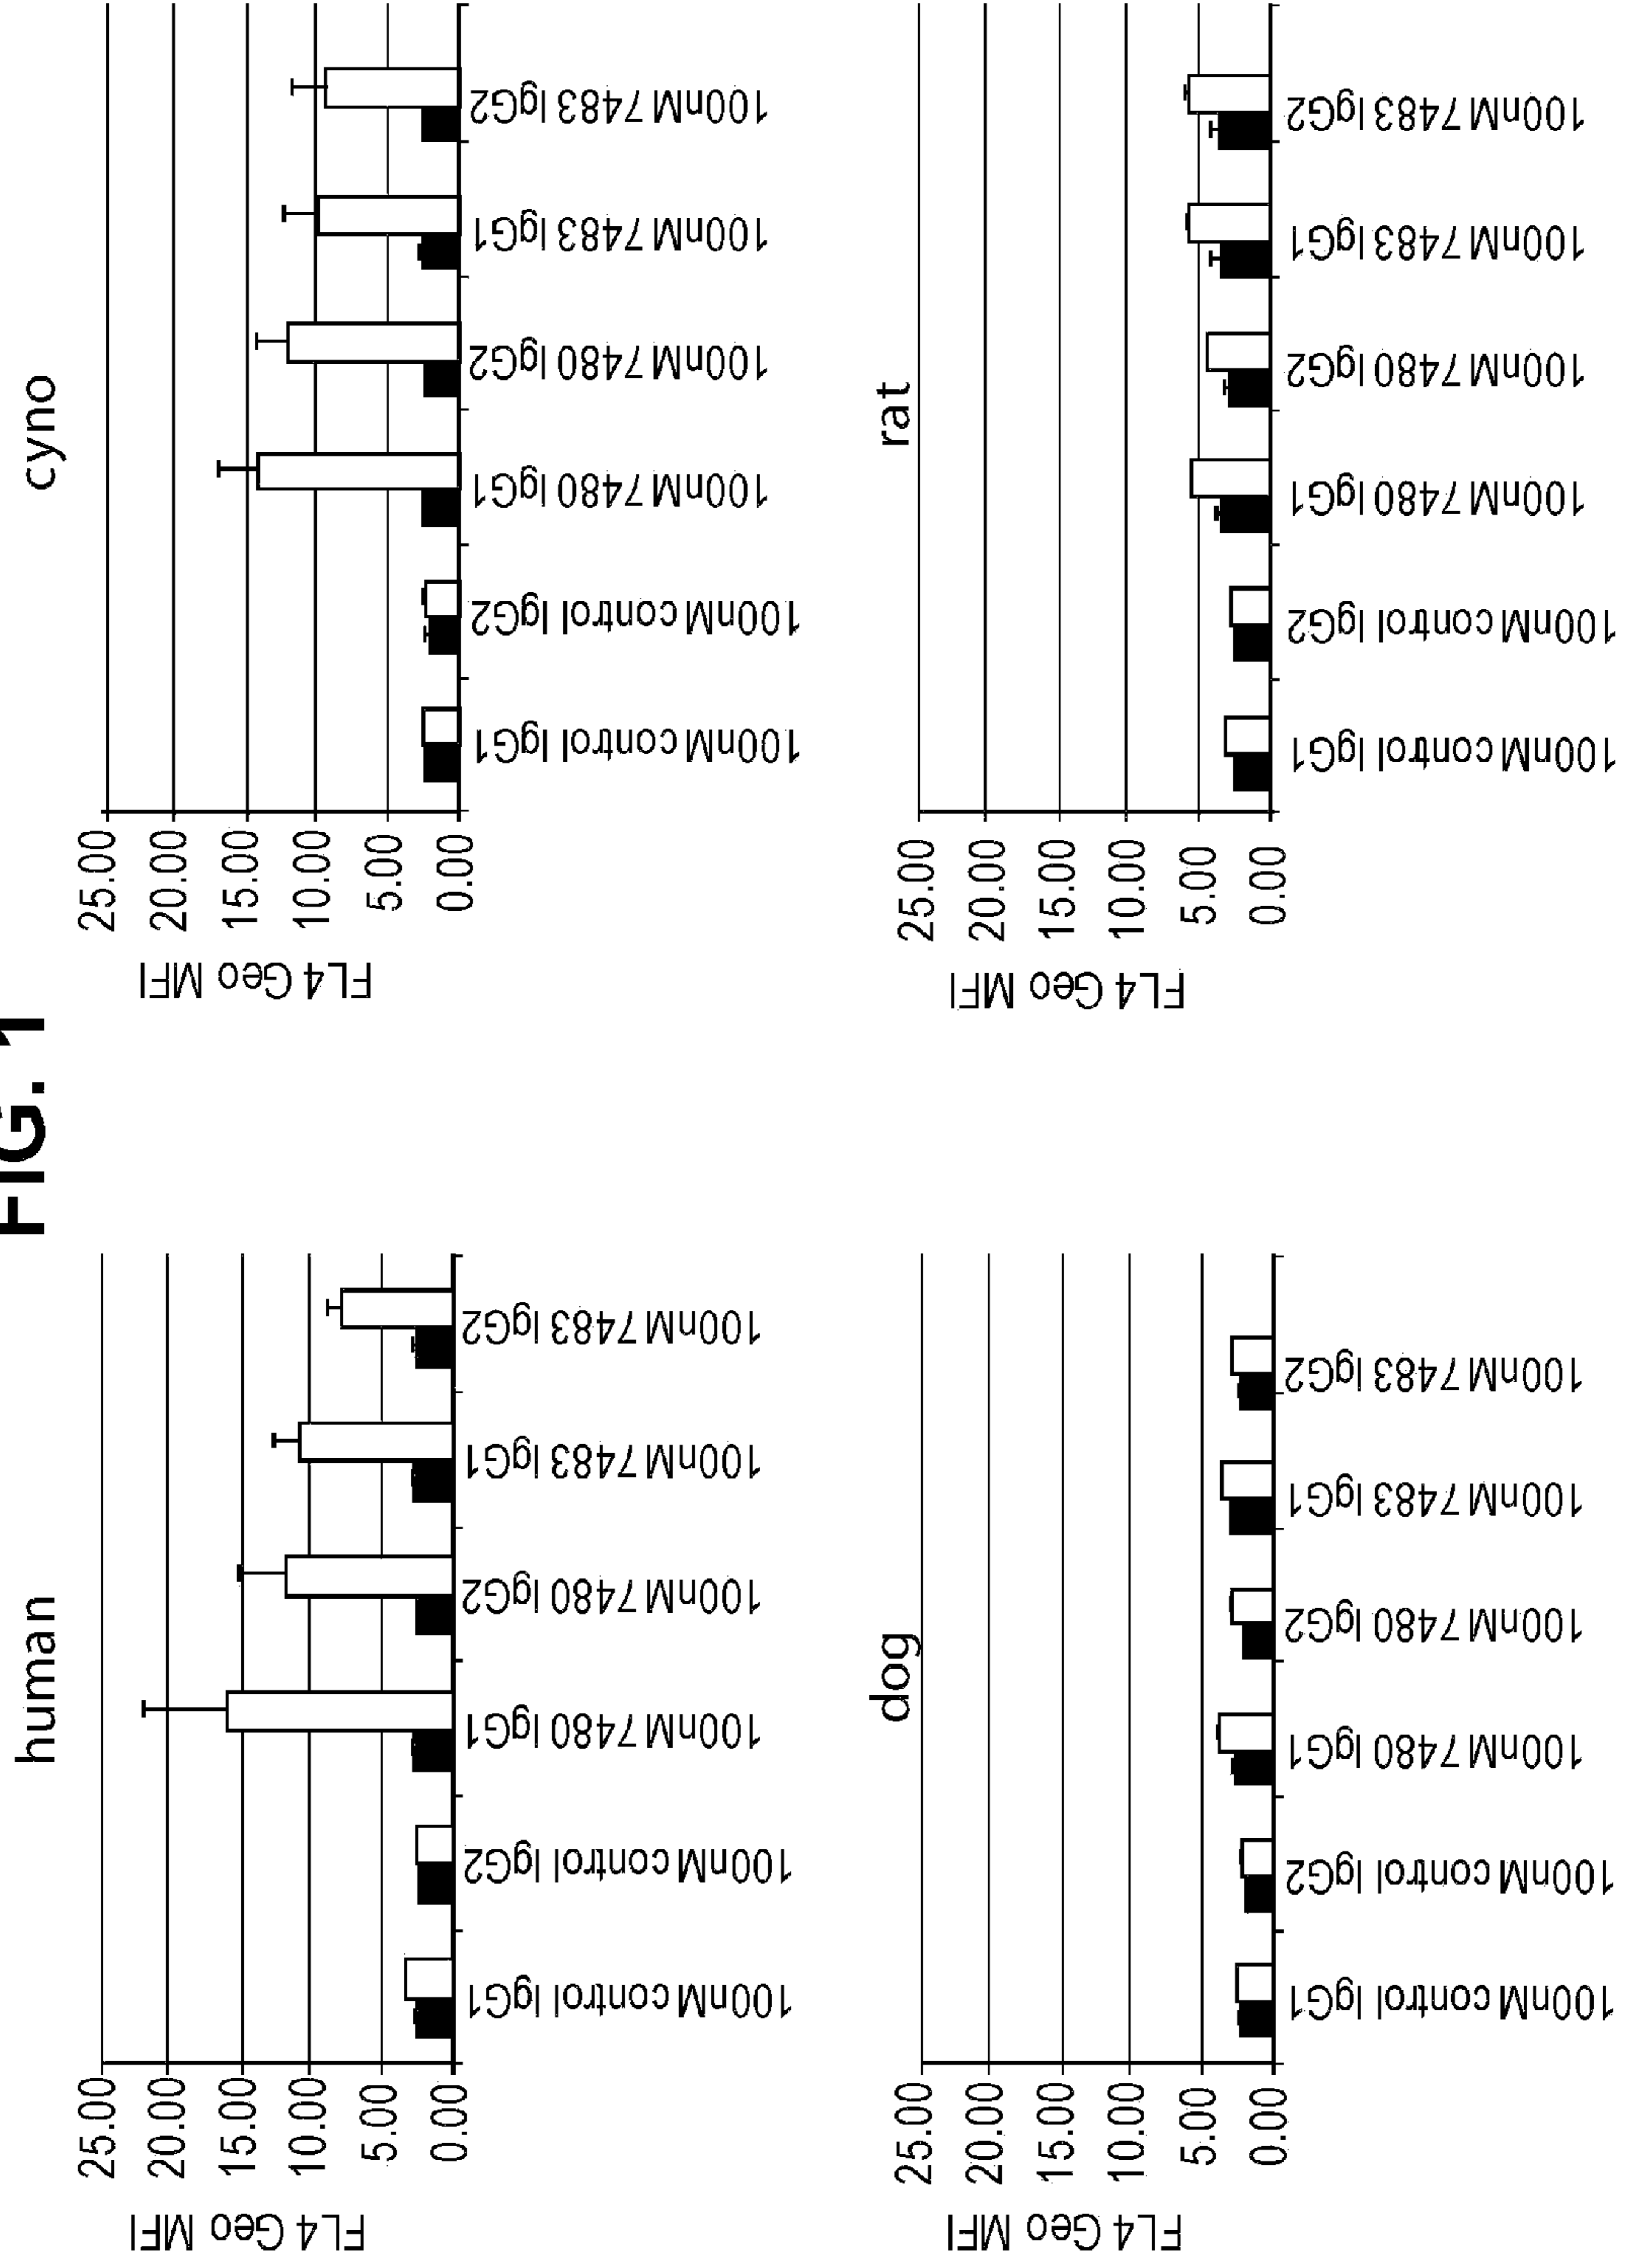 FIG. 1
human
FL4 Geo MFI
25.00
20.00
15.00
10.00
5.00
0.00
100nM control IgG1
100nM control IgG2
100nM 7480 IgG1
100nM 7480 IgG2
100nM 7483 IgG1
100nM 7483 IgG2
cyno
FL4 Geo MFI
25.00
20.00
15.00
10.00
5.00
0.00
100nM control IgG1
100nM control IgG2
100nM 7480 IgG1
100nM 7480 IgG2
100nM 7483 IgG1
100nM 7483 IgG2
dog
FL4 Geo MFI
25.00
20.00
15.00
10.00
5.00
0.00
100nM control IgG1
100nM control IgG2
100nM 7480 IgG1
100nM 7480 IgG2
100nM 7483 IgG1
100nM 7483 IgG2
rat
FL4 Geo MFI
25.00
20.00
15.00
10.00
5.00
0.00
100nM control IgG1
100nM control IgG2
100nM 7480 IgG1
100nM 7480 IgG2
100nM 7483 IgG1
100nM 7483 IgG2